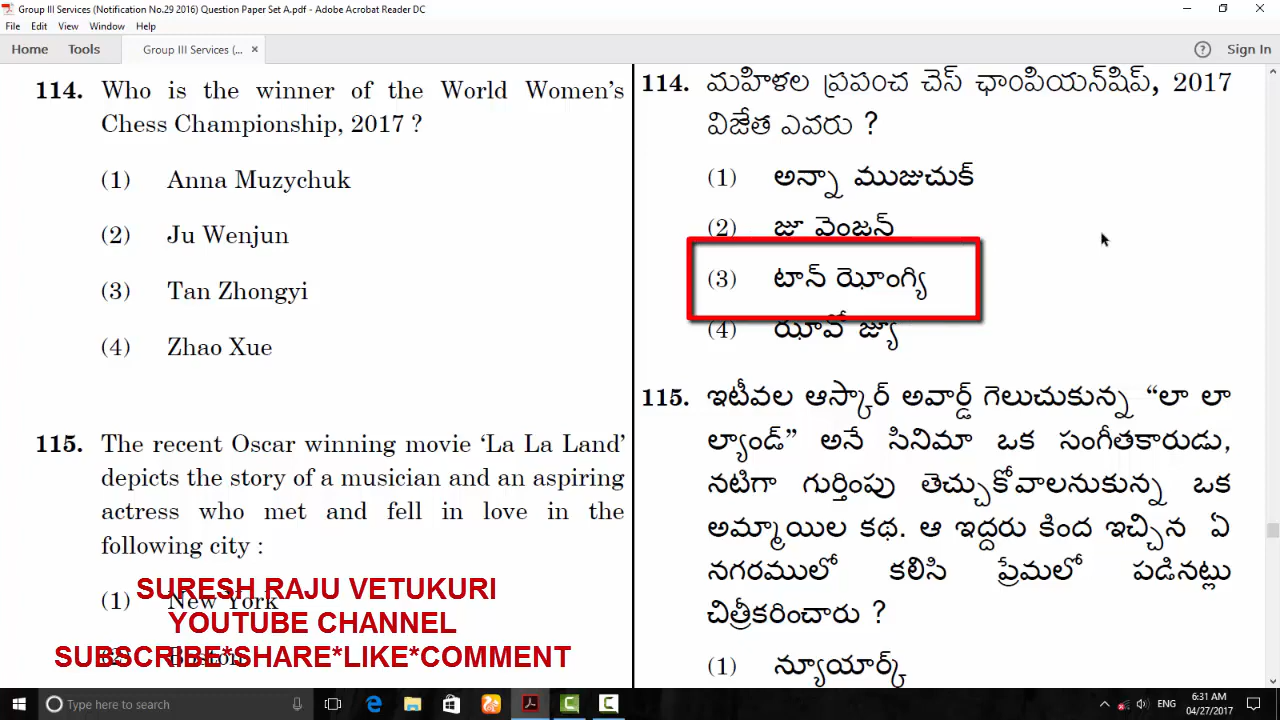 Group III Services (Notification No.29 2016) Question Paper Set A.pdf - Adobe Acrobat Reader DC
File Edit View Window Help
Home Tools Group III Services (... × Sign In
114. Who is the winner of the World Women's
Chess Championship, 2017 ?
(1) Anna Muzychuk
(2) Ju Wenjun
(3) Tan Zhongyi
(4) Zhao Xue
115. The recent Oscar winning movie 'La La Land'
depicts the story of a musician and an aspiring
actress who met and fell in love in the
following city :
(1) New York
(2) Boston
SURESH RAJU VETUKURI
YOUTUBE CHANNEL
SUBSCRIBE*SHARE*LIKE*COMMENT
114. మహిళల ప్రపంచ చెస్ ఛాంపియన్‌షిప్, 2017
విజేత ఎవరు ?
(1) అన్నా ముజుచుక్
(2) జూ వెంజన్
(3) టాన్ ఝోంగ్యి
(4) ఝావో జ్యు
115. ఇటీవల ఆస్కార్ అవార్డ్ గెలుచుకున్న “లా లా
ల్యాండ్” అనే సినిమా ఒక సంగీతకారుడు,
నటిగా గుర్తింపు తెచ్చుకోవాలనుకున్న ఒక
అమ్మాయిల కథ. ఆ ఇద్దరు కింద ఇచ్చిన ఏ
నగరములో కలిసి ప్రేమలో పడినట్లు
చిత్రీకరించారు ?
(1) న్యూయార్క్
Type here to search
ENG
6:31 AM
04/27/2017